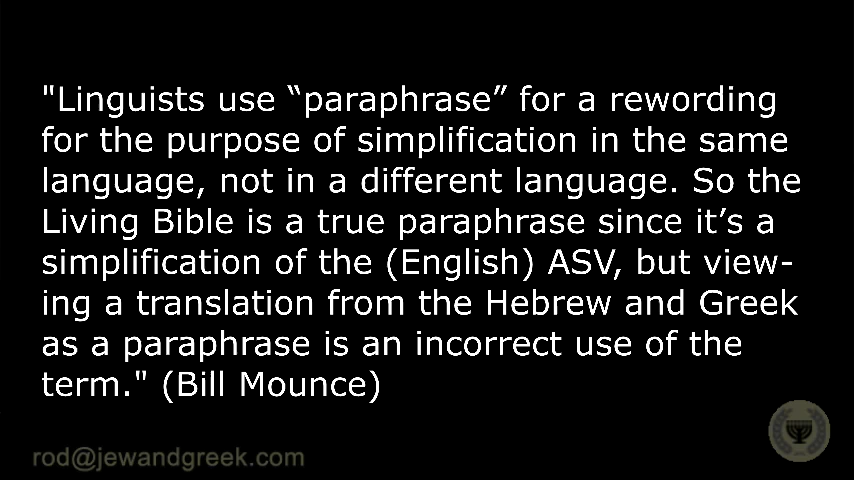 "Linguists use “paraphrase” for a rewording
for the purpose of simplification in the same
language, not in a different language. So the
Living Bible is a true paraphrase since it’s a
simplification of the (English) ASV, but view-
ing a translation from the Hebrew and Greek
as a paraphrase is an incorrect use of the
term." (Bill Mounce)
rod@jewandgreek.com